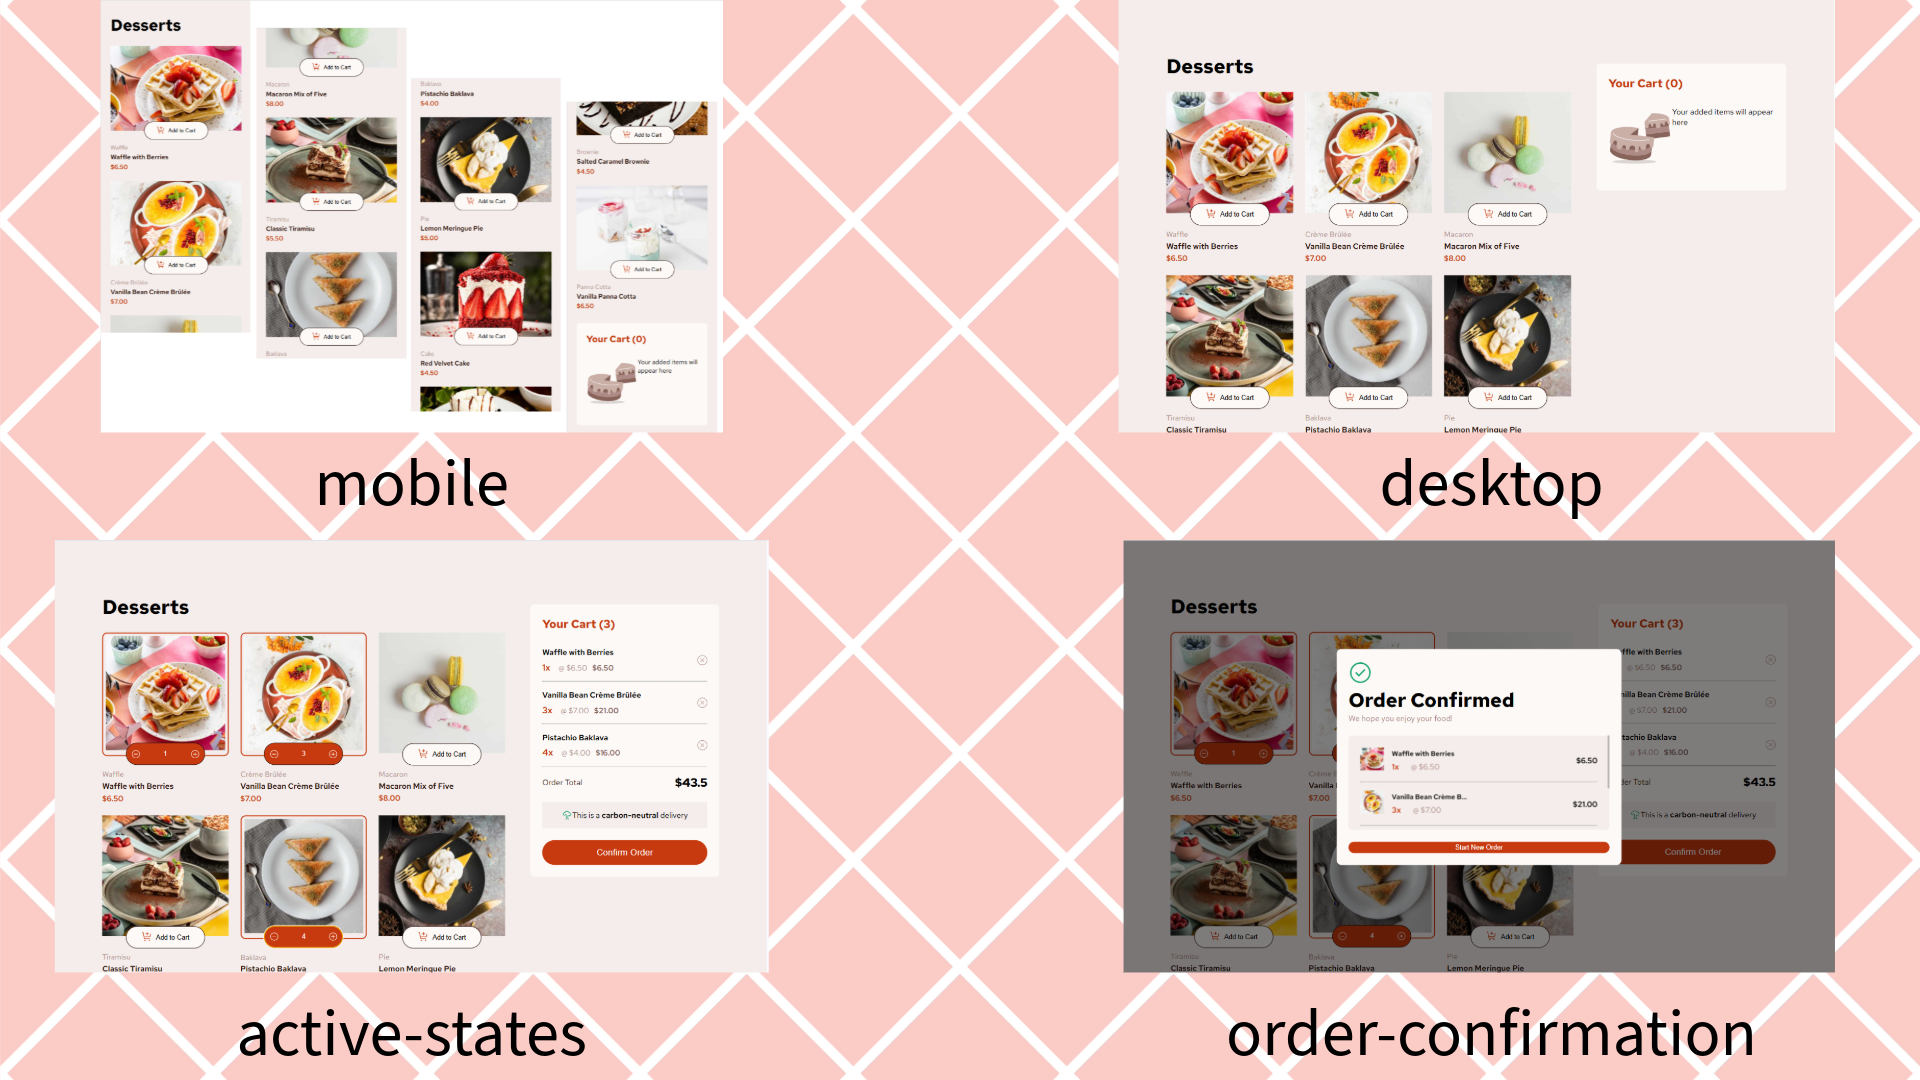 Desserts
Add to Cart
Waffle
Waffle with Berries
$6.50
Add to Cart
Crème Brûlée
Vanilla Bean Crème Brûlée
$7.00
Add to Cart
Macaron
Macaron Mix of Five
$8.00
Add to Cart
Tiramisu
Classic Tiramisu
$5.50
Add to Cart
Baklava
Baklava
Pistachio Baklava
$4.00
Add to Cart
Pie
Lemon Meringue Pie
$5.00
Add to Cart
Cake
Red Velvet Cake
$4.50
Add to Cart
Brownie
Salted Caramel Brownie
$4.50
Add to Cart
Panna Cotta
Vanilla Panna Cotta
$6.50
Your Cart (0)
Your added items will
appear here
mobile
Desserts
Your Cart (0)
Your added items will appear
here
Add to Cart Add to Cart Add to Cart
Waffle Crème Brûlée Macaron
Waffle with Berries Vanilla Bean Crème Brûlée Macaron Mix of Five
$6.50 $7.00 $8.00
Add to Cart Add to Cart Add to Cart
Tiramisu Baklava Pie
Classic Tiramisu Pistachio Baklava Lemon Meringue Pie
desktop
Desserts
1 3 Add to Cart
Waffle Crème Brûlée Macaron
Waffle with Berries Vanilla Bean Crème Brûlée Macaron Mix of Five
$6.50 $7.00 $8.00
4
Add to Cart Add to Cart
Tiramisu Baklava Pie
Classic Tiramisu Pistachio Baklava Lemon Meringue Pie
Your Cart (3)
Waffle with Berries
1x @ $6.50 $6.50
Vanilla Bean Crème Brûlée
3x @ $7.00 $21.00
Pistachio Baklava
4x @ $4.00 $16.00
Order Total $43.5
This is a carbon-neutral delivery
Confirm Order
active-states
Desserts
1
Waffle Crème
Waffle with Berries Vanilla
$6.50 $7.00
Add to Cart 4 Add to Cart
Tiramisu Baklava Pie
Classic Tiramisu Pistachio Baklava Lemon Meringue Pie
Your Cart (3)
ffle with Berries
@ $6.50 $6.50
nilla Bean Crème Brûlée
@ $7.00 $21.00
tachio Baklava
@ $4.00 $16.00
der Total $43.5
This is a carbon-neutral delivery
Confirm Order
Order Confirmed
We hope you enjoy your food!
Waffle with Berries
1x @ $6.50 $6.50
Vanilla Bean Crème B...
3x @ $7.00 $21.00
Start New Order
order-confirmation